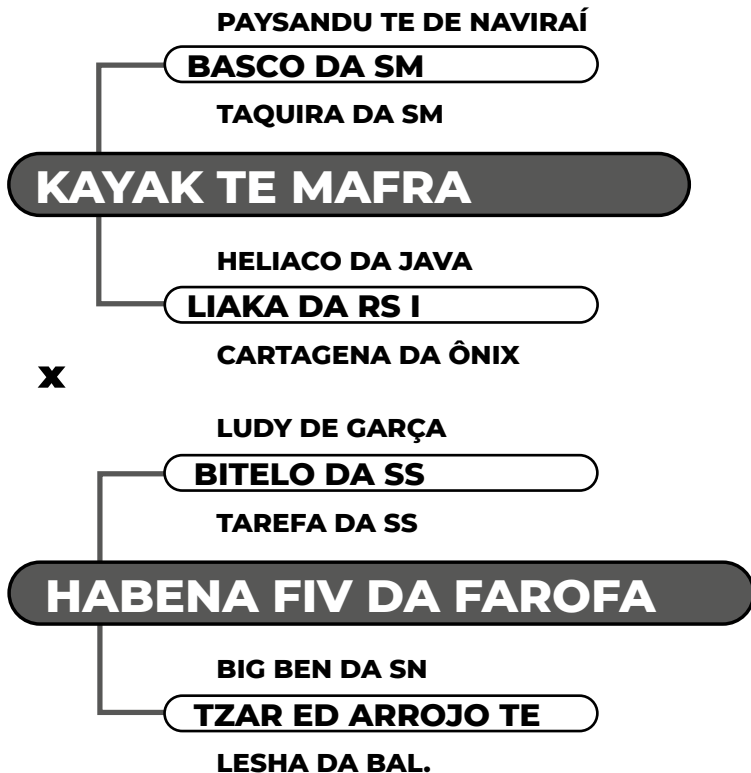 PAYSANDU TE DE NAVIRAÍ
BASCO DA SM
TAQUIRA DA SM
KAYAK TE MAFRA
HELIACO DA JAVA
LIAKA DA RS I
CARTAGENA DA ÔNIX
X
LUDY DE GARÇA
BITELO DA SS
TAREFA DA SS
HABENA FIV DA FAROFA
BIG BEN DA SN
TZAR ED ARROJO TE
LESHA DA BAL.